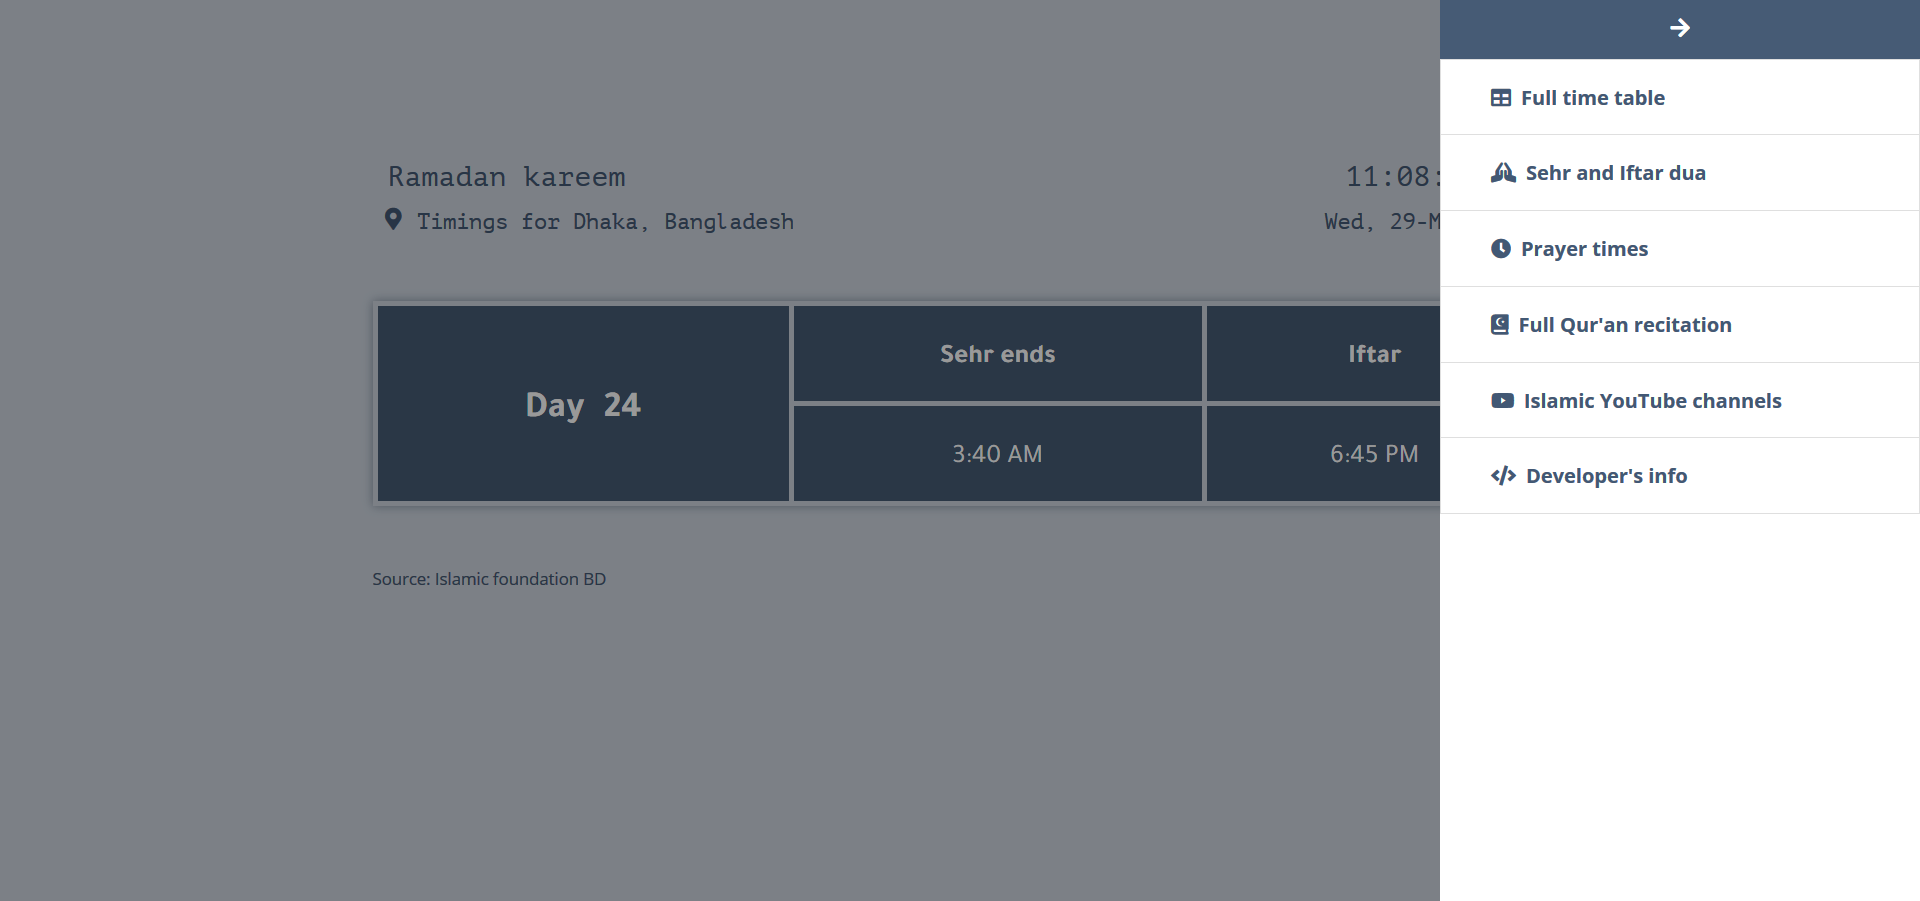 Ramadan kareem
11:08:
Timings for Dhaka, Bangladesh
Wed, 29-M
Day 24
Sehr ends
Iftar
3:40 AM
6:45 PM
Source: Islamic foundation BD
Full time table
Sehr and Iftar dua
Prayer times
Full Qur'an recitation
Islamic YouTube channels
Developer's info